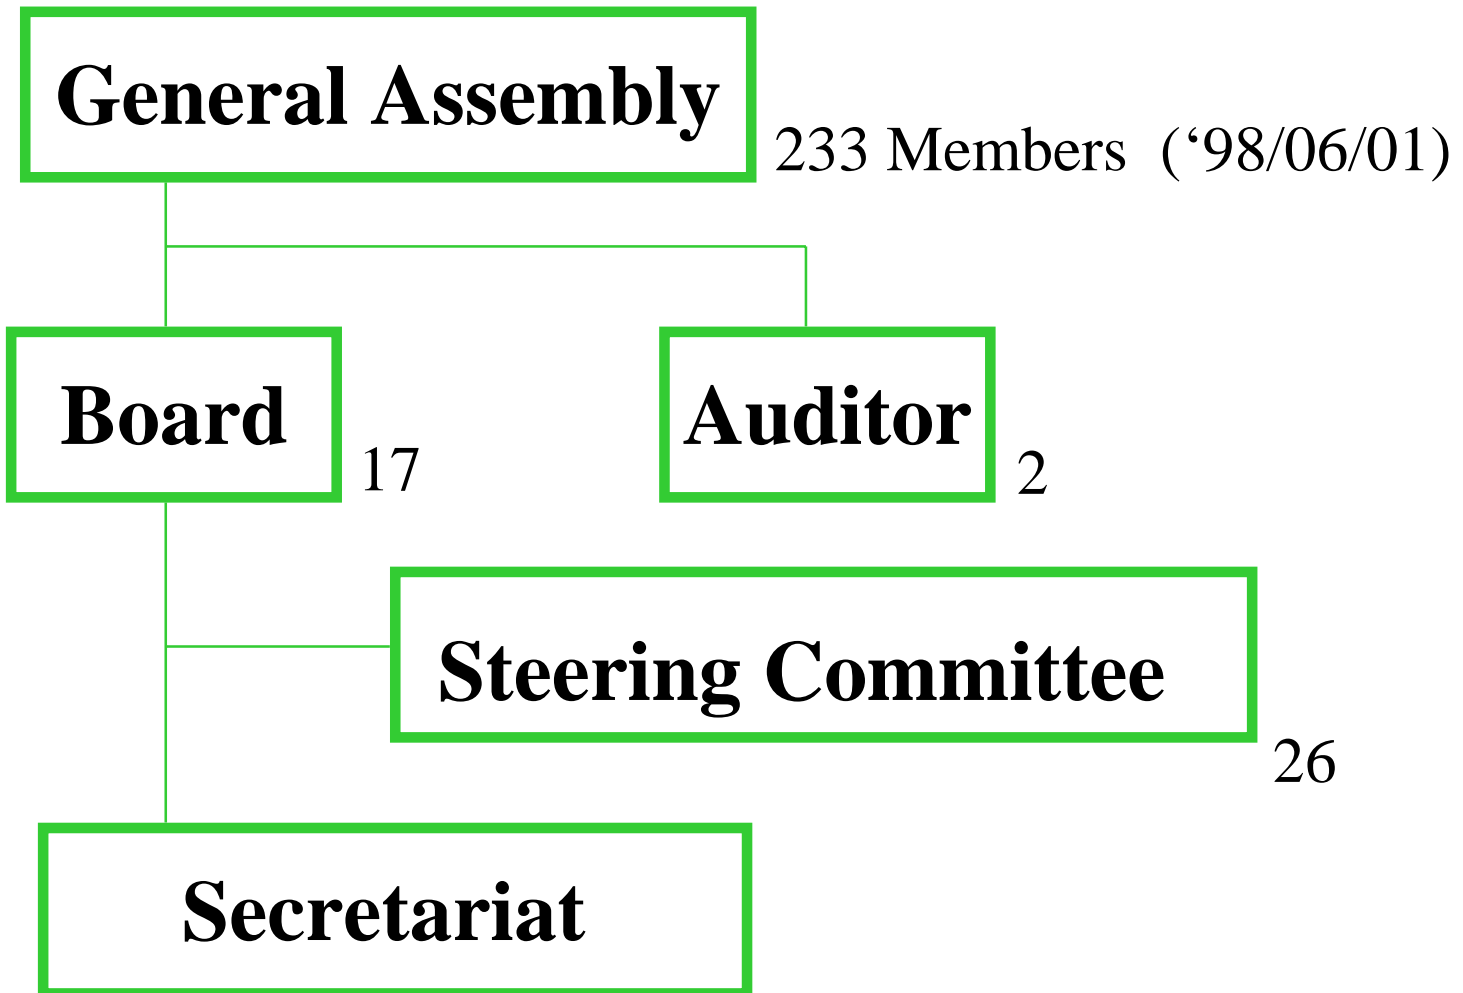 General Assembly
233 Members (‘98/06/01)
Board
17
Auditor
2
Steering Committee
26
Secretariat